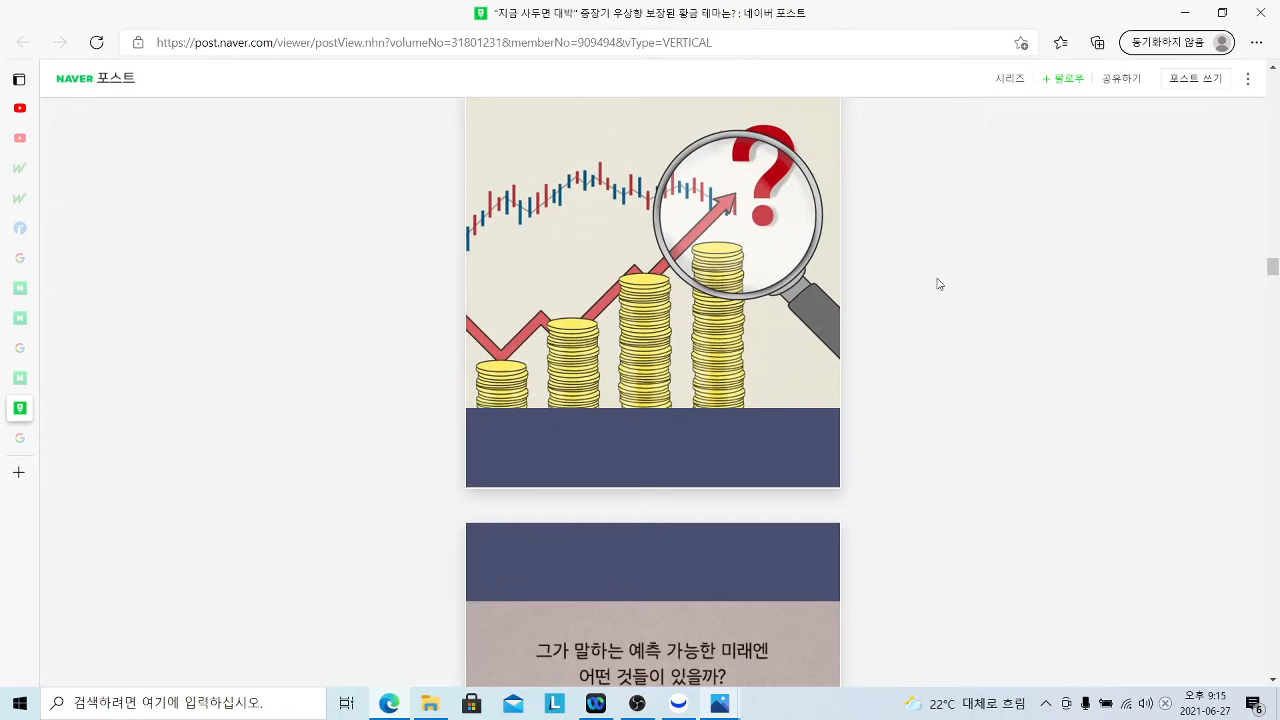 "지금 사두면 대박" 중장기 우상향 보장된 황금 테마는? : 네이버 포스트
https://post.naver.com/viewer/postView.nhn?volumeNo=31801231&memberNo=909494&vType=VERTICAL
동기화하지 않음
NAVER 포스트
시리즈
+ 팔로우
공유하기
포스트 쓰기
?
그가 말하는 예측 가능한 미래엔
어떤 것들이 있을까?
검색하려면 여기에 입력하십시오.
22°C 대체로 흐림
오후 9:15
2021-06-27
6